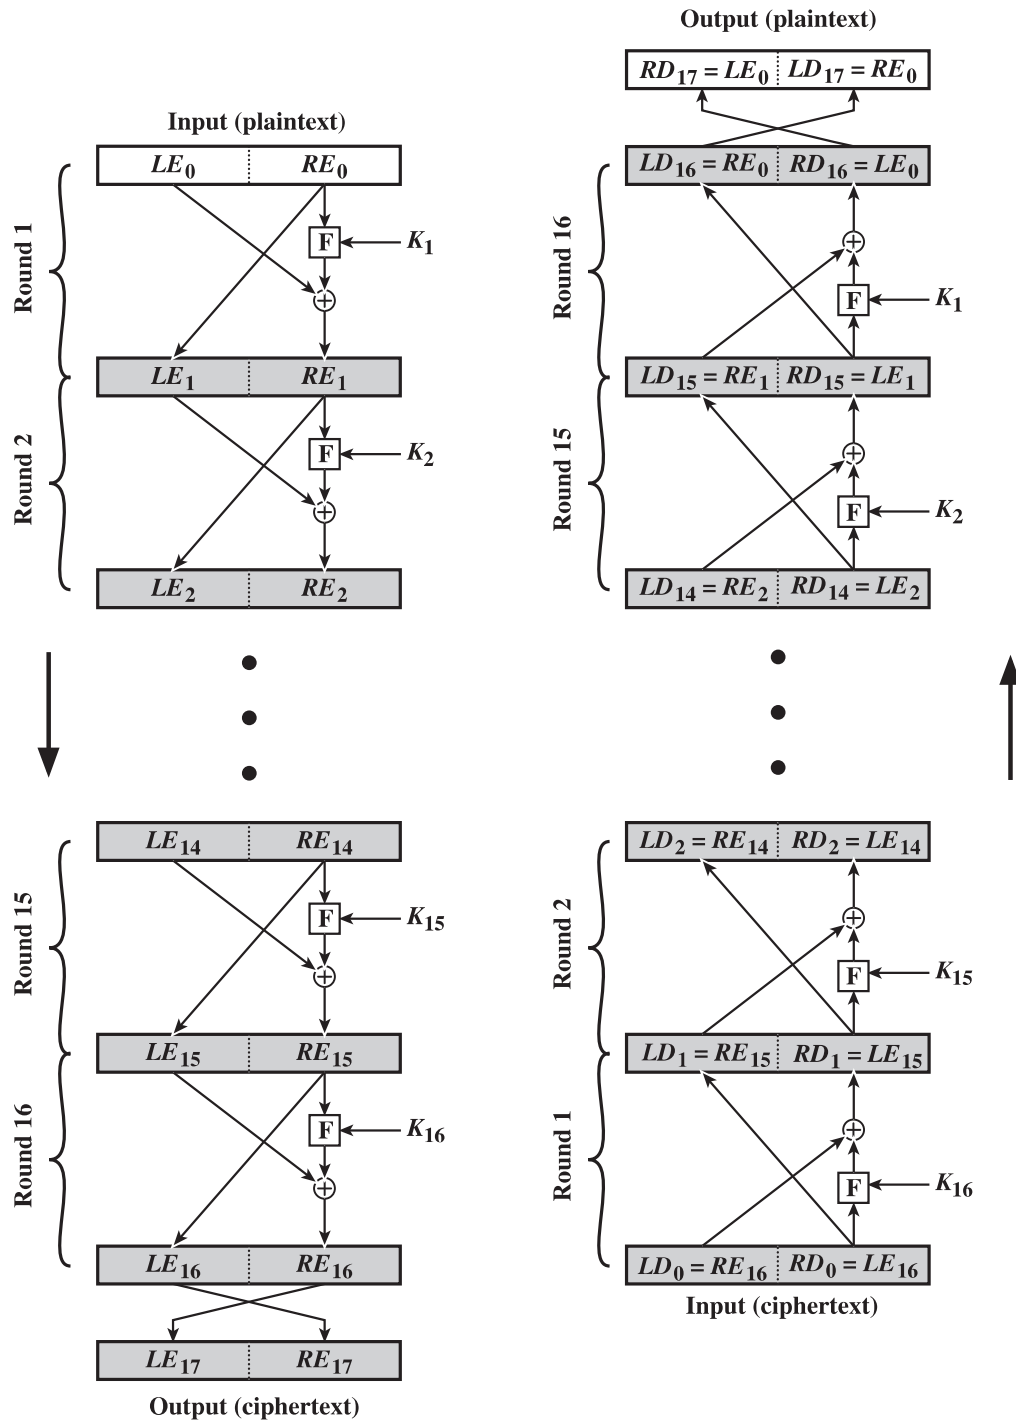 Input (plaintext)
LE0 RE0
Round 1
F
K1
+
LE1 RE1
Round 2
F
K2
+
LE2 RE2
LE14 RE14
Round 15
F
K15
+
LE15 RE15
Round 16
F
K16
+
LE16 RE16
LE17 RE17
Output (ciphertext)
Output (plaintext)
RD17 = LE0 LD17 = RE0
LD16 = RE0 RD16 = LE0
Round 16
+
F
K1
LD15 = RE1 RD15 = LE1
Round 15
+
F
K2
LD14 = RE2 RD14 = LE2
LD2 = RE14 RD2 = LE14
Round 2
+
F
K15
LD1 = RE15 RD1 = LE15
Round 1
+
F
K16
LD0 = RE16 RD0 = LE16
Input (ciphertext)